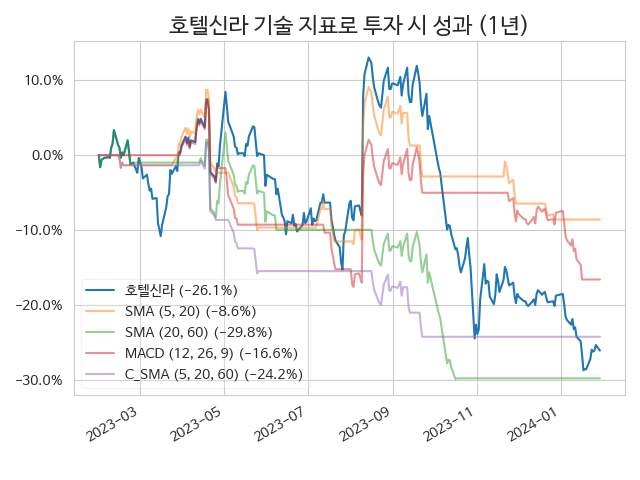 호텔신라 기술 지표로 투자 시 성과 (1년)
10.0%
0.0%
−10.0%
−20.0%
−30.0%
호텔신라 (−26.1%)
SMA (5, 20) (−8.6%)
SMA (20, 60) (−29.8%)
MACD (12, 26, 9) (−16.6%)
C_SMA (5, 20, 60) (−24.2%)
2023−03
2023−05
2023−07
2023−09
2023−11
2024−01